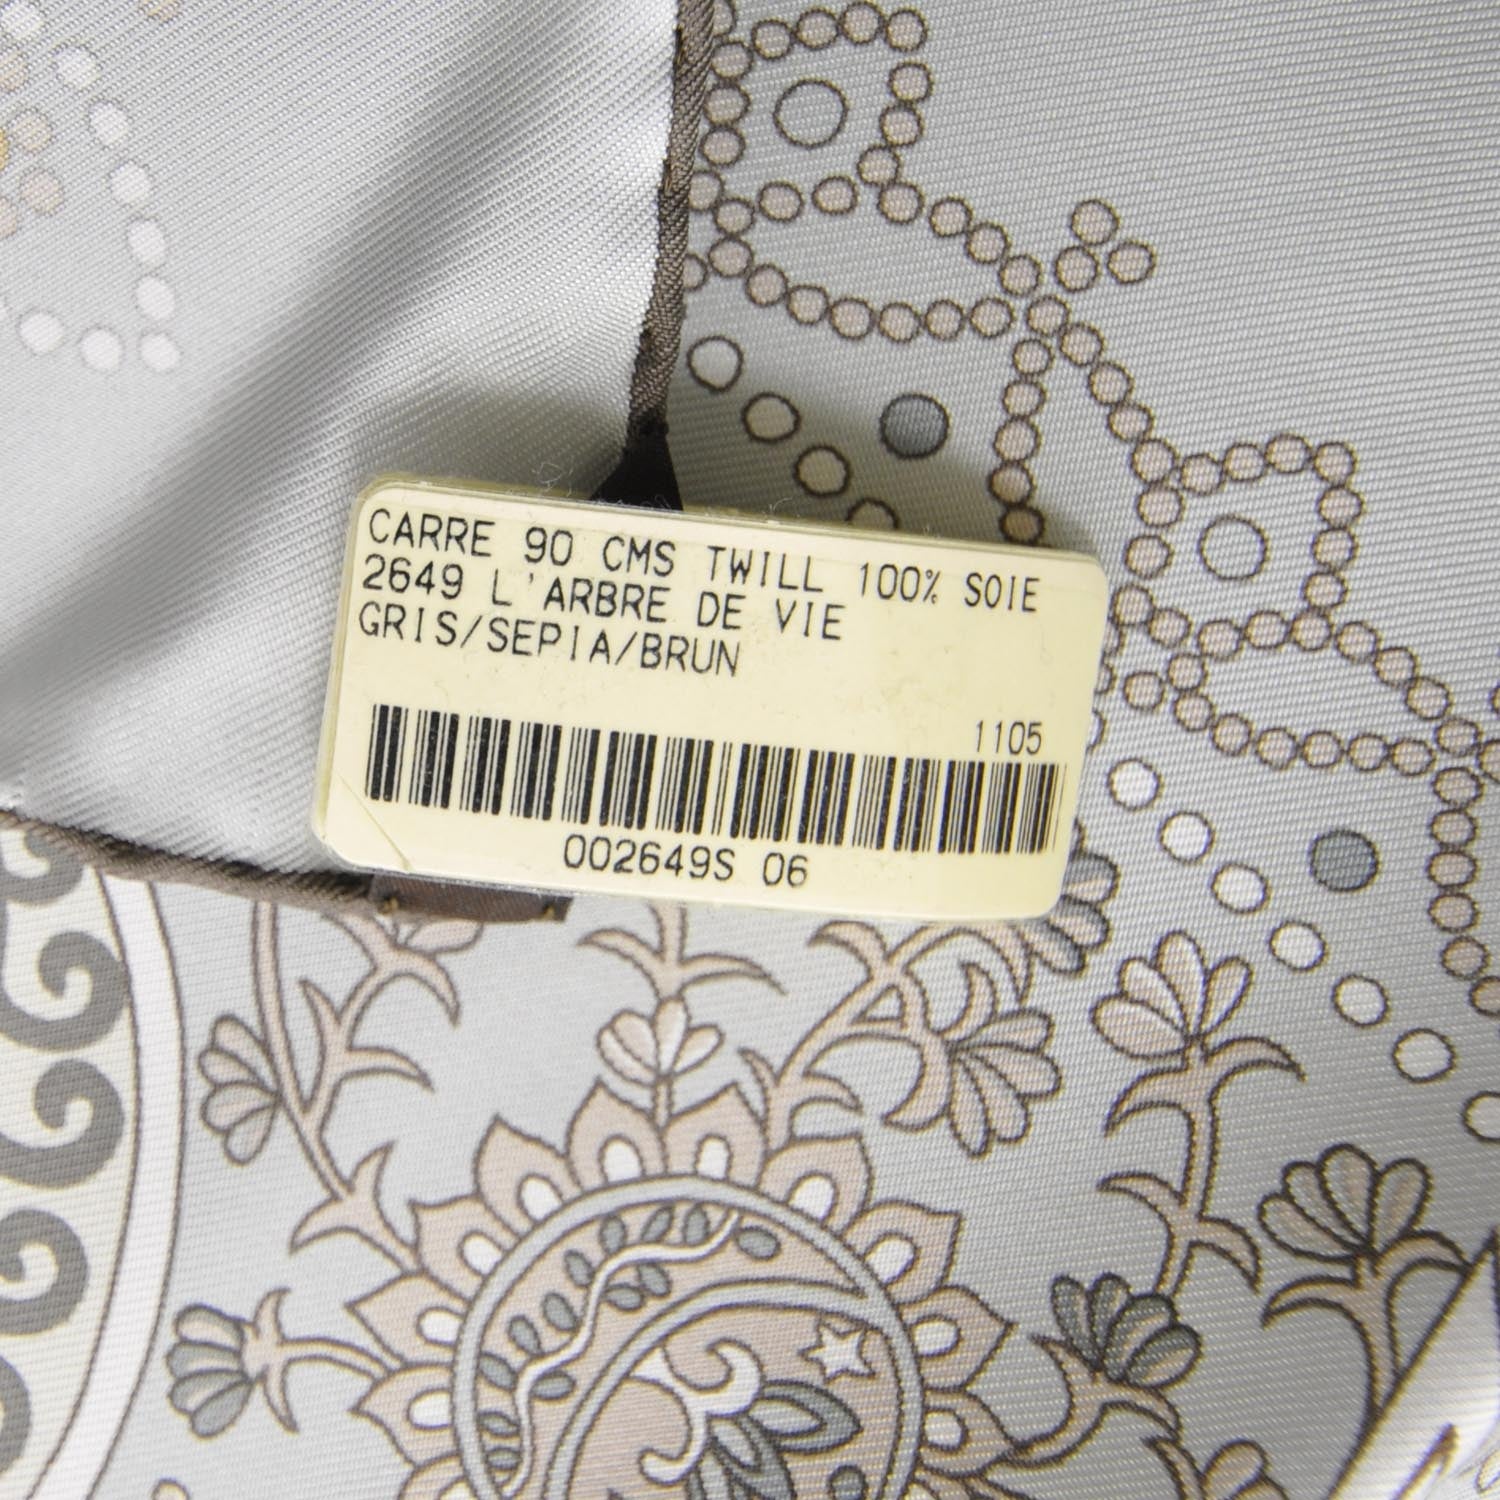 CARRE 90 CMS TWILL 100% SOIE
2649 L'ARBRE DE VIE
GRIS/SEPIA/BRUN
1105
002649S 06